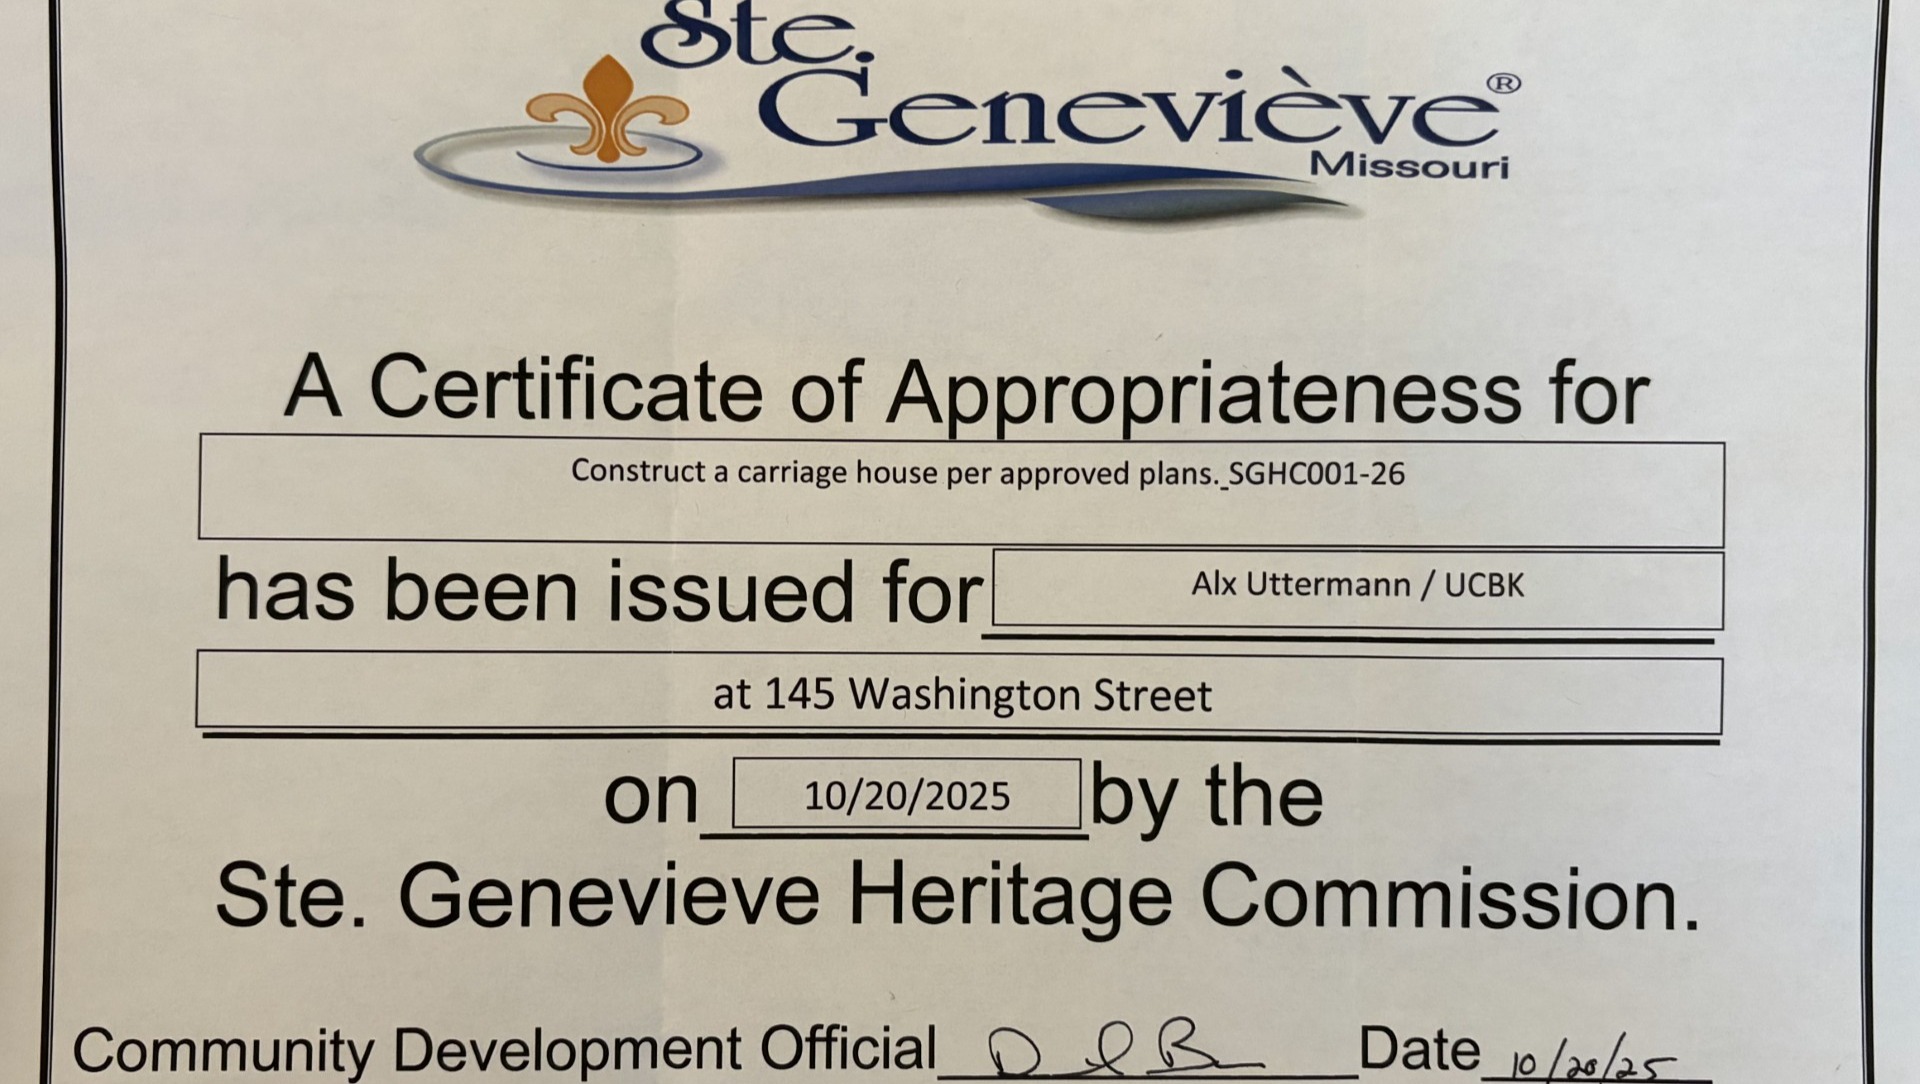 Ste.
Geneviève®
Missouri
A Certificate of Appropriateness for
Construct a carriage house per approved plans._SGHC001-26
has been issued for Alx Uttermann / UCBK
at 145 Washington Street
on 10/20/2025 by the
Ste. Genevieve Heritage Commission.
Community Development Official Date 10/20/25